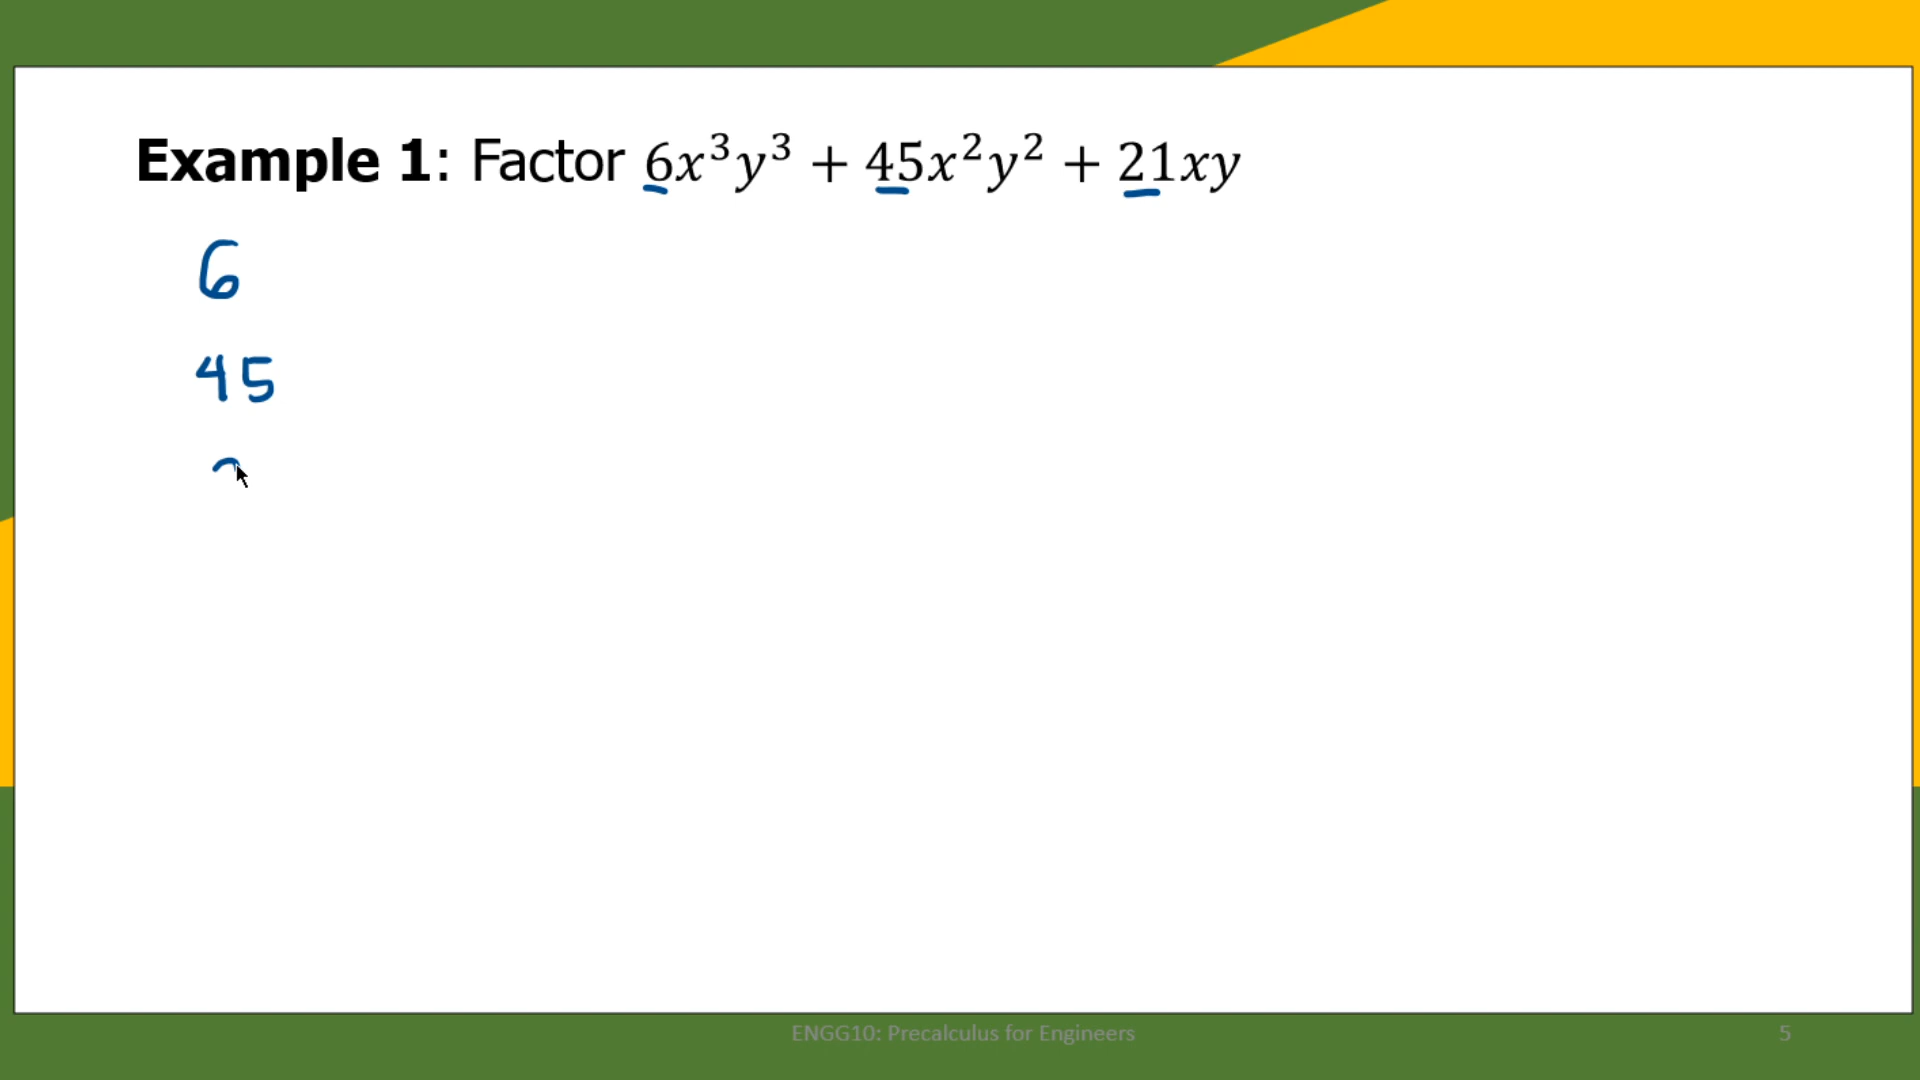 Example 1: Factor 6x³y³ + 45x²y² + 21xy
6
45
ENGG10: Precalculus for Engineers
5